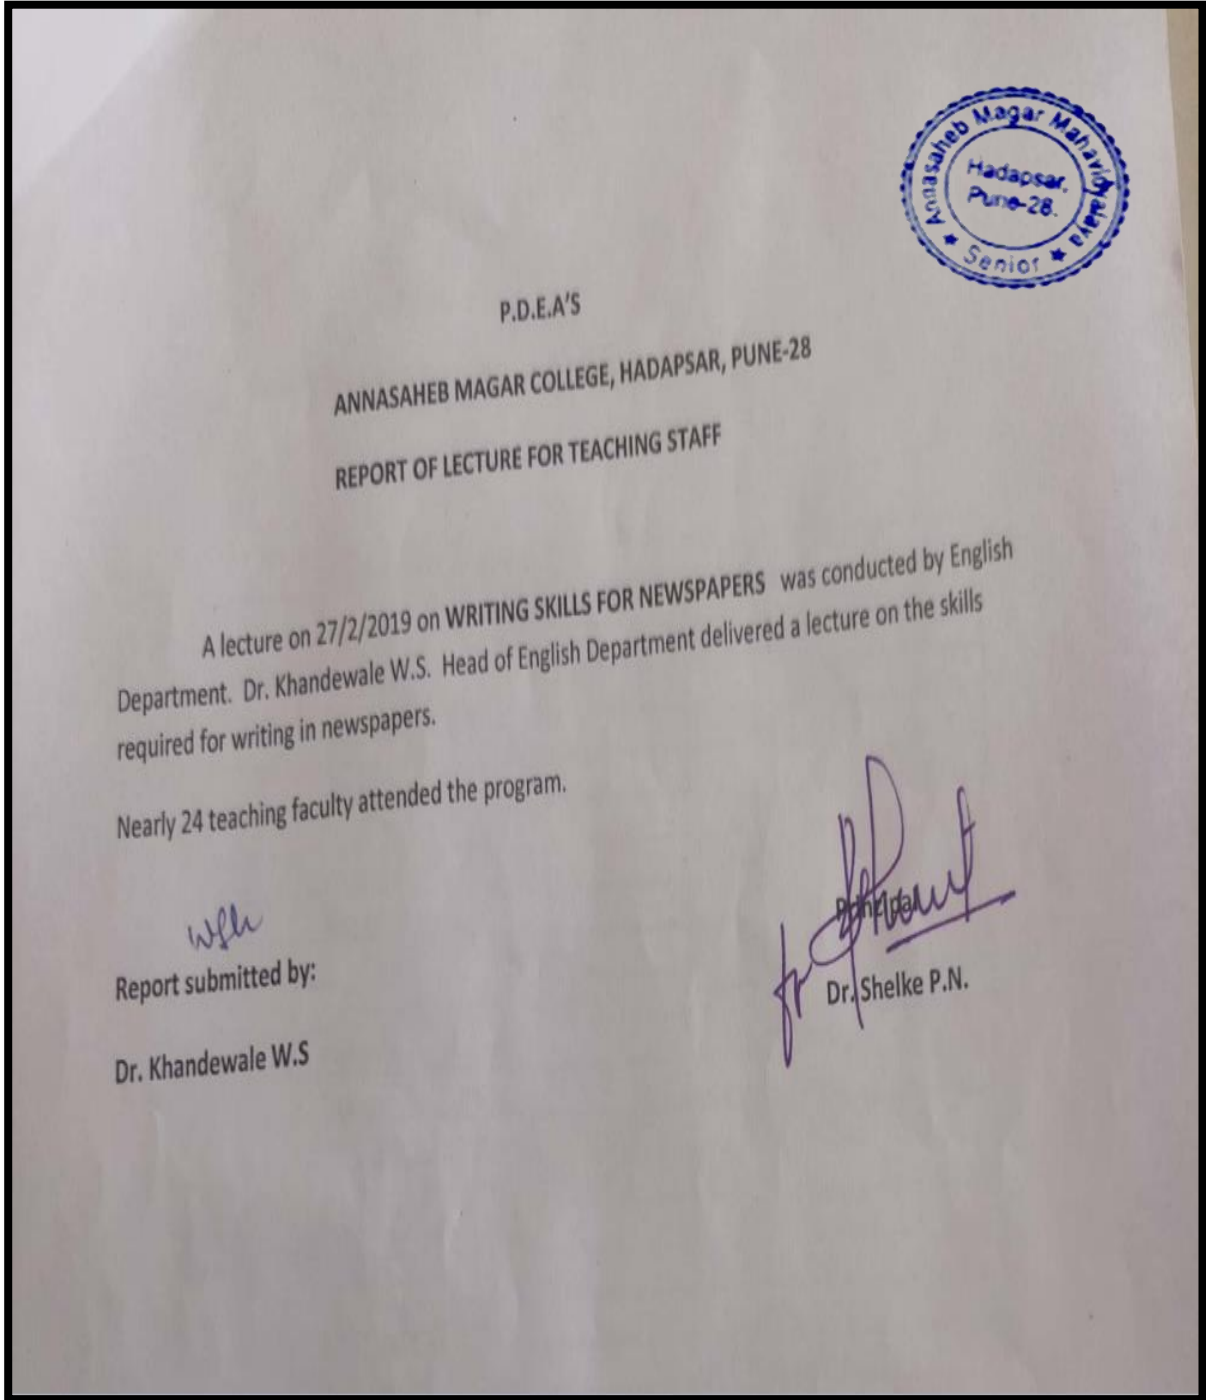 Annasaheb Magar Mahavidyalaya
Hadapsar,
Pune-28.
★ Senior ★
P.D.E.A'S
ANNASAHEB MAGAR COLLEGE, HADAPSAR, PUNE-28
REPORT OF LECTURE FOR TEACHING STAFF
A lecture on 27/2/2019 on WRITING SKILLS FOR NEWSPAPERS was conducted by English
Department. Dr. Khandewale W.S. Head of English Department delivered a lecture on the skills
required for writing in newspapers.
Nearly 24 teaching faculty attended the program.
Report submitted by:
Principal
for
Dr. Shelke P.N.
Dr. Khandewale W.S